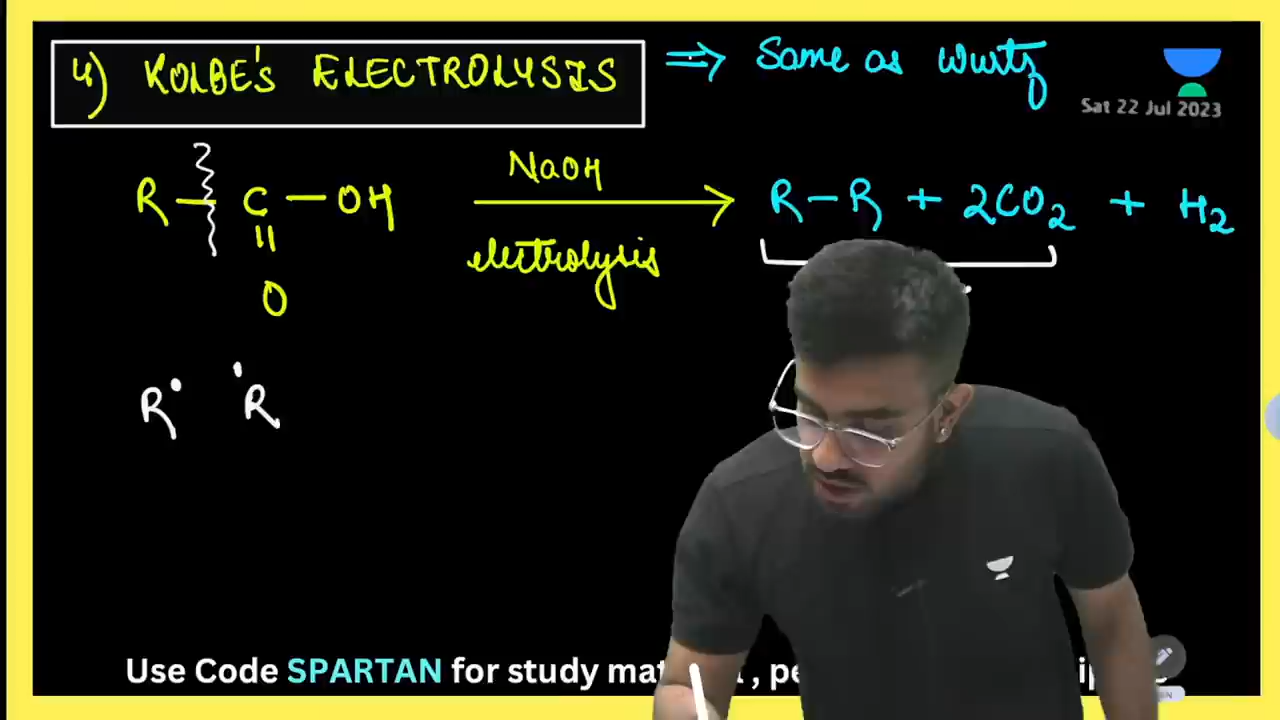 4) KOLBE's ELECTROLYSIS ⇒ Same as Wurtz
Sat 22 Jul 2023
R — C — OH NaOH R – R + 2CO2 + H2
|| electrolysis
O
R• •R
Use Code SPARTAN for study